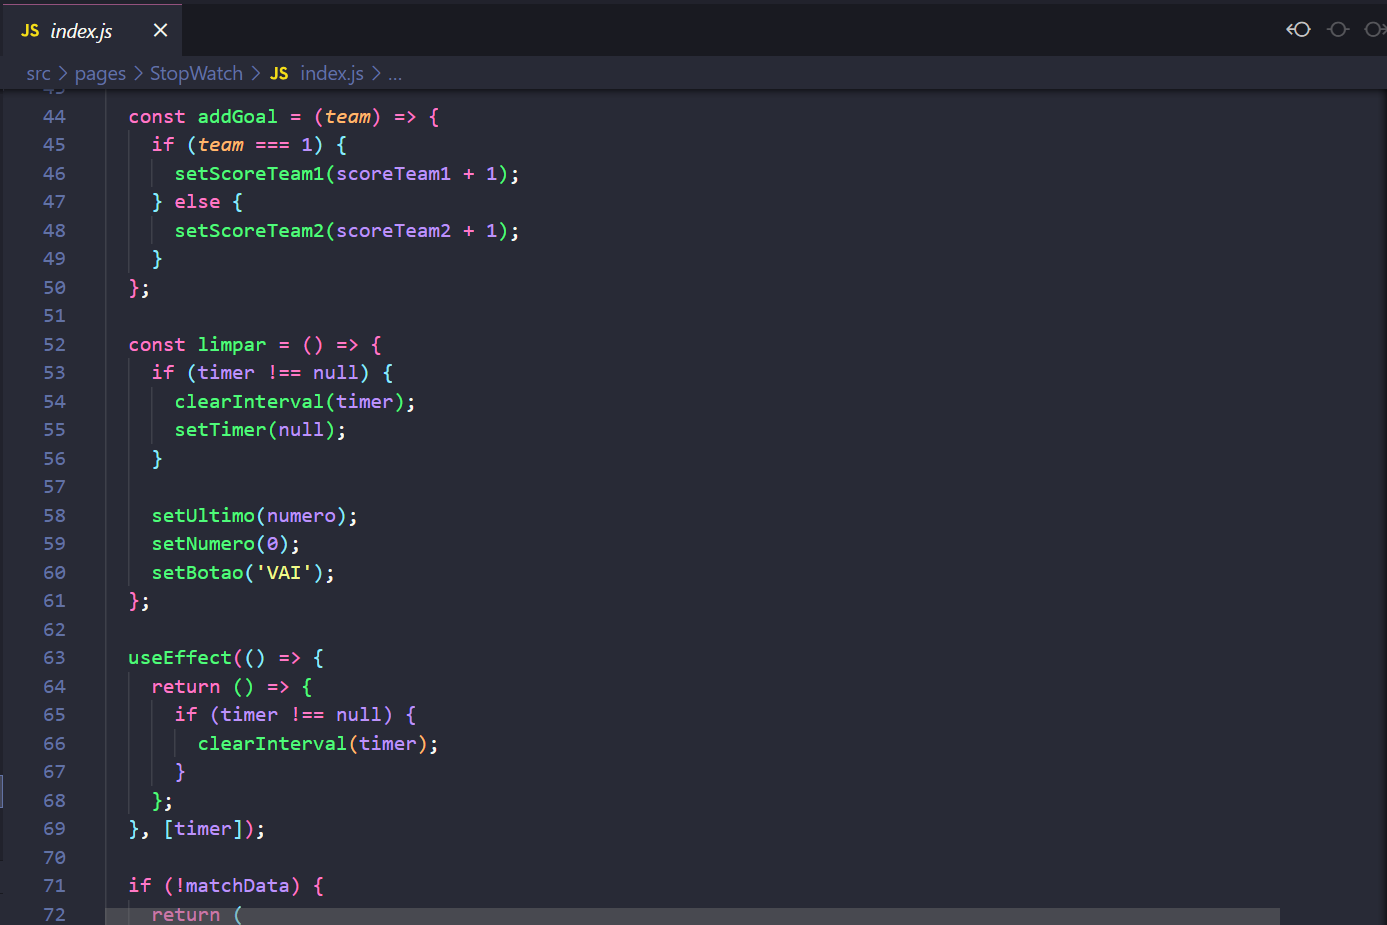 JS index.js
src > pages > StopWatch > JS index.js > ...
44 const addGoal = (team) => {
45 if (team === 1) {
46 setScoreTeam1(scoreTeam1 + 1);
47 } else {
48 setScoreTeam2(scoreTeam2 + 1);
49 }
50 };
51
52 const limpar = () => {
53 if (timer !== null) {
54 clearInterval(timer);
55 setTimer(null);
56 }
57
58 setUltimo(numero);
59 setNumero(0);
60 setBotao('VAI');
61 };
62
63 useEffect(() => {
64 return () => {
65 if (timer !== null) {
66 clearInterval(timer);
67 }
68 };
69 }, [timer]);
70
71 if (!matchData) {
72 return (